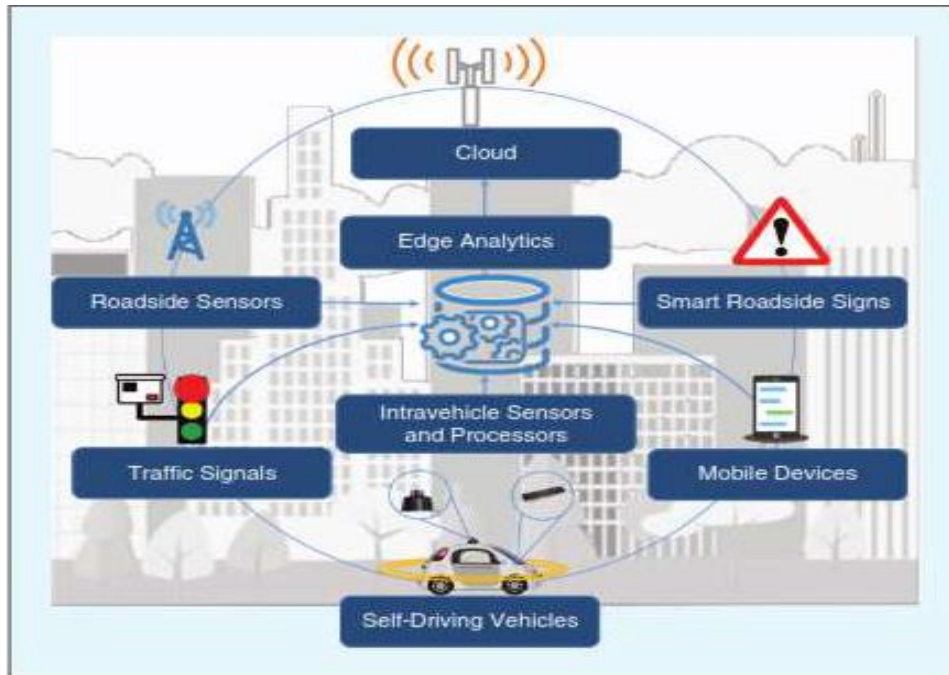 Cloud
Edge Analytics
Roadside Sensors
Smart Roadside Signs
Intravehicle Sensors
and Processors
Traffic Signals
Mobile Devices
Self-Driving Vehicles